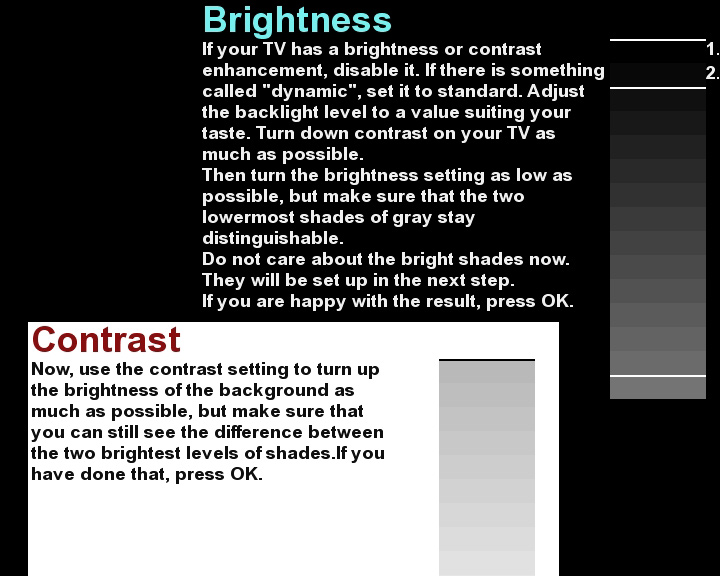 Brightness
If your TV has a brightness or contrast
enhancement, disable it. If there is something
called "dynamic", set it to standard. Adjust
the backlight level to a value suiting your
taste. Turn down contrast on your TV as
much as possible.
Then turn the brightness setting as low as
possible, but make sure that the two
lowermost shades of gray stay
distinguishable.
Do not care about the bright shades now.
They will be set up in the next step.
If you are happy with the result, press OK.
1.
2.
Contrast
Now, use the contrast setting to turn up
the brightness of the background as
much as possible, but make sure that
you can still see the difference between
the two brightest levels of shades.If you
have done that, press OK.